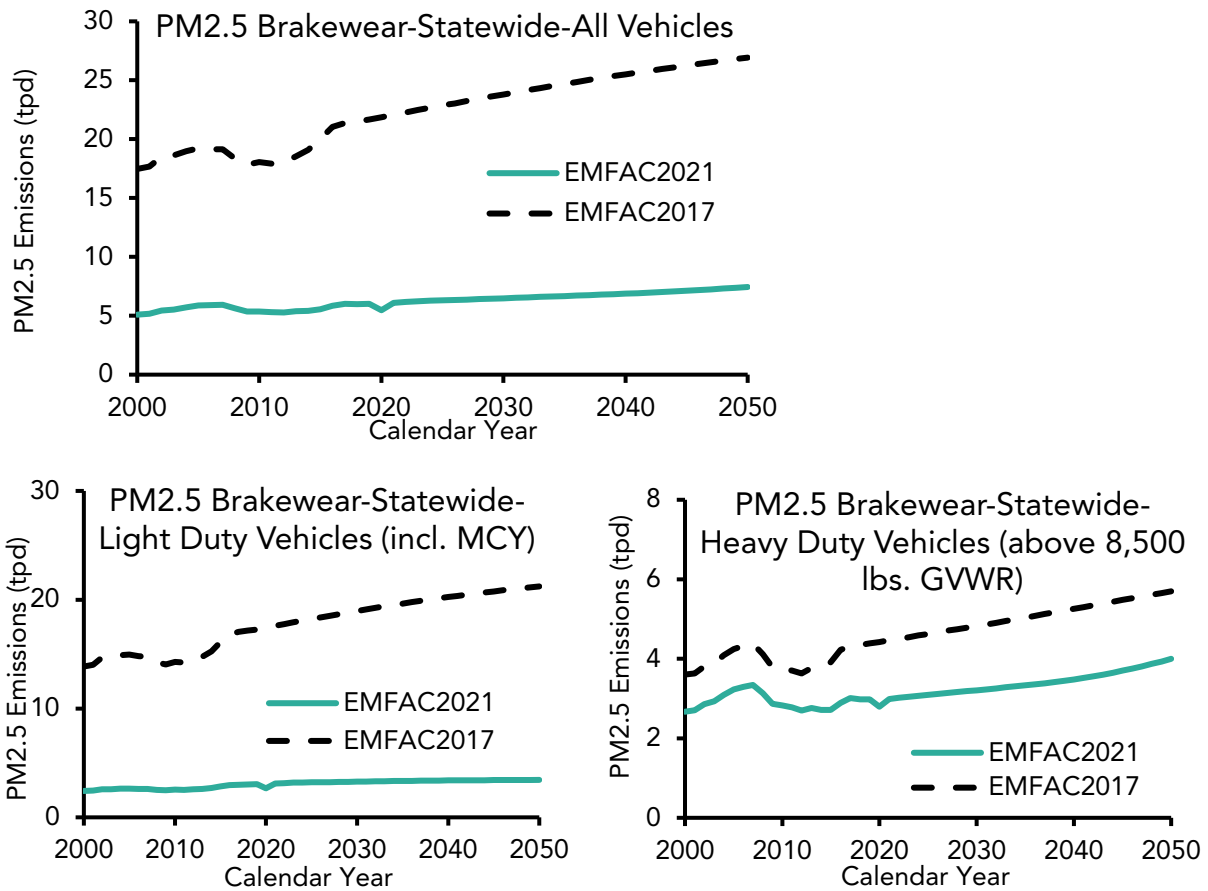 PM2.5 Brakewear-Statewide-All Vehicles
PM2.5 Emissions (tpd)
30
25
20
15
10
5
0
EMFAC2021
EMFAC2017
2000 2010 2020 2030 2040 2050
Calendar Year
PM2.5 Brakewear-Statewide-
Light Duty Vehicles (incl. MCY)
PM2.5 Emissions (tpd)
30
20
10
0
EMFAC2021
EMFAC2017
2000 2010 2020 2030 2040 2050
Calendar Year
PM2.5 Brakewear-Statewide-
Heavy Duty Vehicles (above 8,500
lbs. GVWR)
PM2.5 Emissions (tpd)
8
6
4
2
0
EMFAC2021
EMFAC2017
2000 2010 2020 2030 2040 2050
Calendar Year